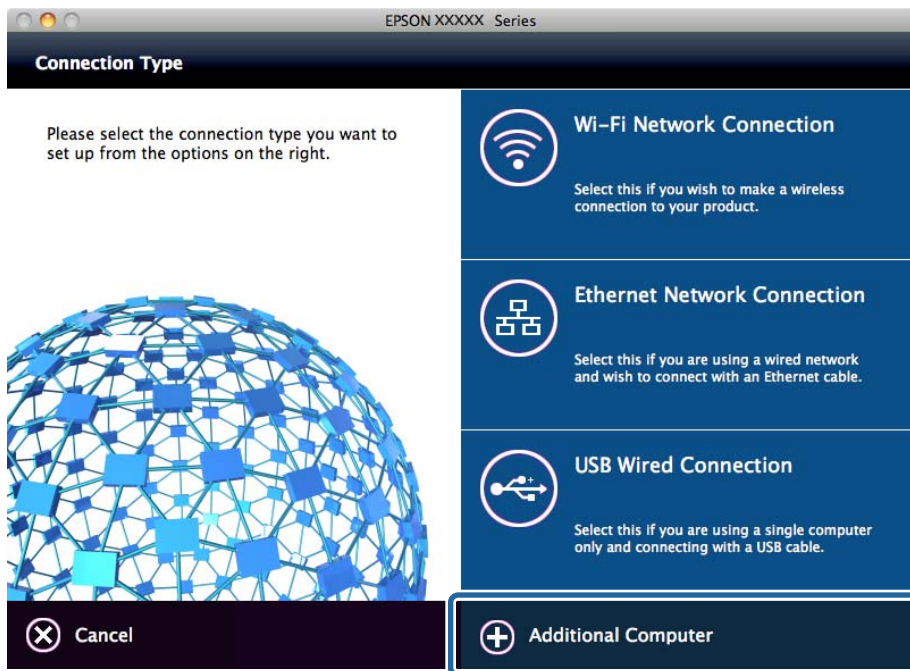 EPSON XXXXX Series
Connection Type
Please select the connection type you want to
set up from the options on the right.
Wi-Fi Network Connection
Select this if you wish to make a wireless
connection to your product.
Ethernet Network Connection
Select this if you are using a wired network
and wish to connect with an Ethernet cable.
USB Wired Connection
Select this if you are using a single computer
only and connecting with a USB cable.
Cancel
Additional Computer